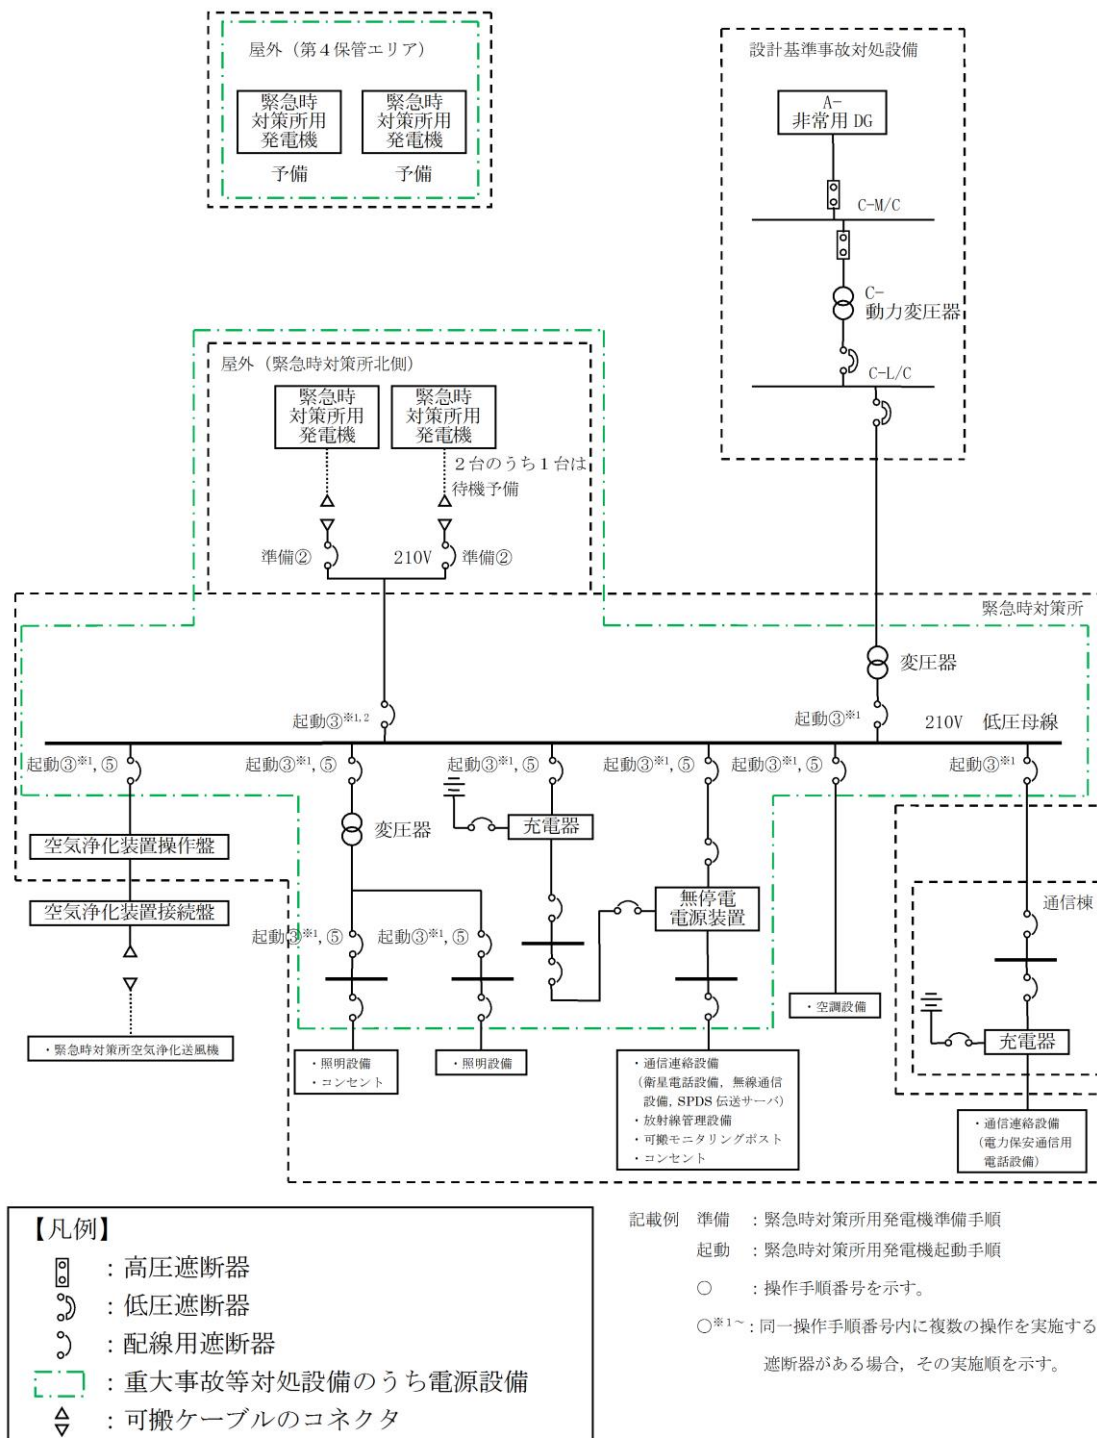 屋外（第４保管エリア）
緊急時
対策所用
発電機
緊急時
対策所用
発電機
予備
予備
設計基準事故対処設備
A-
非常用 DG
C-M/C
C-
動力変圧器
C-L/C
屋外（緊急時対策所北側）
緊急時
対策所用
発電機
緊急時
対策所用
発電機
２台のうち１台は
待機予備
準備②
210V
準備②
緊急時対策所
変圧器
起動③※1,2
起動③※1
210V 低圧母線
起動③※1, ⑤
起動③※1, ⑤
起動③※1, ⑤
起動③※1, ⑤
起動③※1, ⑤
起動③※1
空気浄化装置操作盤
変圧器
充電器
空気浄化装置接続盤
無停電
電源装置
通信棟
起動③※1, ⑤
起動③※1, ⑤
・空調設備
充電器
・緊急時対策所空気浄化送風機
・照明設備
・コンセント
・照明設備
・通信連絡設備
（衛星電話設備，無線通信
設備，SPDS 伝送サーバ）
・放射線管理設備
・可搬モニタリングポスト
・コンセント
・通信連絡設備
（電力保安通信用
電話設備）
【凡例】
：高圧遮断器
：低圧遮断器
：配線用遮断器
：重大事故等対処設備のうち電源設備
：可搬ケーブルのコネクタ
記載例 準備 ：緊急時対策所用発電機準備手順
起動 ：緊急時対策所用発電機起動手順
○ ：操作手順番号を示す。
○※1～：同一操作手順番号内に複数の操作を実施する
遮断器がある場合，その実施順を示す。